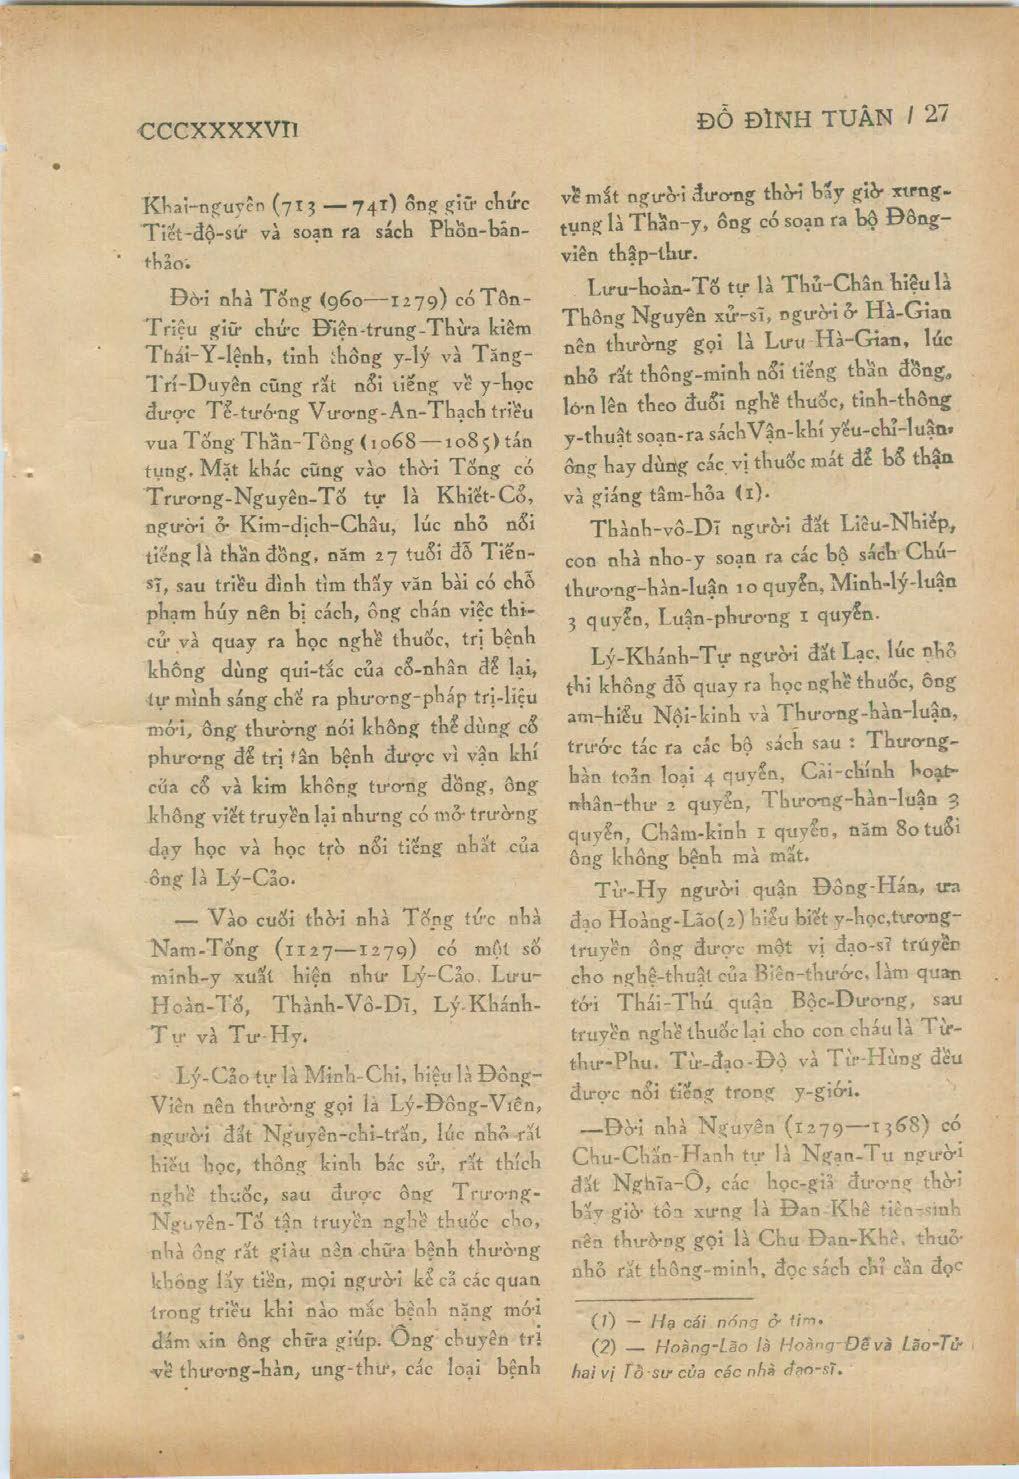 CCCXXXXVII
ĐỖ ĐÌNH TUÂN / 27
Khai-nguyên (713 — 741) ông giữ chức
Tiết-độ-sứ và soạn ra sách Phồn-bân-
thảo.
Đời nhà Tống (960—1279) có Tôn-
Triệu giữ chức Điện-trung-Thừa kiêm
Thái-Y-lệnh, tinh thông y-lý và Tăng-
Trí-Duyên cũng rất nổi tiếng về y-học
được Tể-tướng Vương-An-Thạch triều
vua Tống Thần-Tông (1068—1085) tán
tụng. Mặt khác cũng vào thời Tống có
Trương-Nguyên-Tố tự là Khiết-Cổ,
người ở Kim-dịch-Châu, lúc nhỏ nổi
tiếng là thần đồng, năm 27 tuổi đỗ Tiến-
sĩ, sau triều đình tìm thấy văn bài có chỗ
phạm húy nên bị cách, ông chán việc thi-
cử và quay ra học nghề thuốc, trị bệnh
không dùng qui-tắc của cổ-nhân để lại,
tự mình sáng chế ra phương-pháp trị-liệu
mới, ông thường nói không thể dùng cổ
phương để trị tân bệnh được vì vận khí
của cổ và kim không tương đồng, ông
không viết truyền lại nhưng có mở trường
dạy học và học trò nổi tiếng nhất của
ông là Lý-Cảo.
— Vào cuối thời nhà Tống tức nhà
Nam-Tống (1127—1279) có một số
minh-y xuất hiện như Lý-Cảo. Lưu-
Hoàn-Tố, Thành-Vô-Dĩ, Lý-Khánh-
Tự và Từ-Hy.
Lý-Cảo tự là Minh-Chi, hiệu là Đông-
Viên nên thường gọi là Lý-Đông-Viên,
người đất Nguyên-chi-trấn, lúc nhỏ rất
hiếu học, thông kinh bác sử, rất thích
nghề thuốc, sau được ông Trương-
Nguyên-Tố tận truyền nghề thuốc cho,
nhà ông rất giàu nên chữa bệnh thường
không lấy tiền, mọi người kể cả các quan
trong triều khi nào mắc bệnh nặng mới
dám xin ông chữa giúp. Ông chuyên trị
về thương-hàn, ung-thư, các loại bệnh
về mắt người đương thời bấy giờ xưng-
tụng là Thần-y, ông có soạn ra bộ Đông-
viên thập-thư.
Lưu-hoàn-Tố tự là Thủ-Chân hiệu là
Thông Nguyên xử-sĩ, người ở Hà-Gian
nên thường gọi là Lưu Hà-Gian, lúc
nhỏ rất thông-minh nổi tiếng thần đồng,
lớn lên theo đuổi nghề thuốc, tinh-thông
y-thuật soạn-ra sách Vận-khí yếu-chỉ-luận,
ông hay dùng các vị thuốc mát để bổ thận
và giáng tâm-hỏa (1).
Thành-vô-Dĩ người đất Liêu-Nhiếp,
con nhà nho-y soạn ra các bộ sách Chú-
thương-hàn-luận 10 quyển, Minh-lý-luận
3 quyển, Luận-phương 1 quyển.
Lý-Khánh-Tự người đất Lạc, lúc nhỏ
thi không đỗ quay ra học nghề thuốc, ông
am-hiểu Nội-kinh và Thương-hàn-luận,
trước tác ra các bộ sách sau : Thương-
hàn toản loại 4 quyển, Cải-chính hoạt-
nhân-thư 2 quyển, Thương-hàn-luận 3
quyển, Châm-kinh 1 quyển, năm 80 tuổi
ông không bệnh mà mất.
Từ-Hy người quận Đông-Hán, ưa
đạo Hoàng-Lão(2) hiểu biết y-học,tương-
truyền ông được một vị đạo-sĩ truyền
cho nghệ-thuật của Biên-thước, làm quan
tới Thái-Thú quận Bộc-Dương, sau
truyền nghề thuốc lại cho con cháu là Từ-
thư-Phu. Từ-đạo-Độ và Từ-Hùng đều
được nổi tiếng trong y-giới.
—Đời nhà Nguyên (1279—1368) có
Chu-Chấn-Hanh tự là Ngạn-Tu người
đất Nghĩa-Ô, các học-giả đương thời
bấy giờ tôn xưng là Đan-Khê tiên-sinh
nên thường gọi là Chu Đan-Khê, thuở
nhỏ rất thông-minh, đọc sách chỉ cần đọc
(1) — Hạ cái nóng ở tim.
(2) — Hoàng-Lão là Hoàng-Đế và Lão-Tử
hai vị Tổ-sư của các nhà đạo-sĩ.